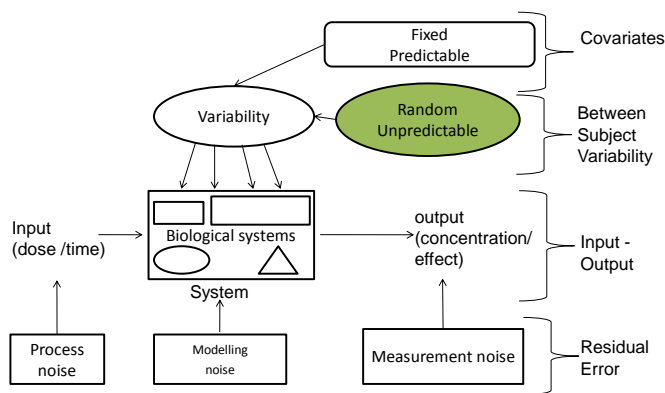 Fixed
Predictable
Covariates
Variability
Random
Unpredictable
Between
Subject
Variability
Input
(dose /time)
Biological systems
System
output
(concentration/
effect)
Input -
Output
Process
noise
Modelling
noise
Measurement noise
Residual
Error